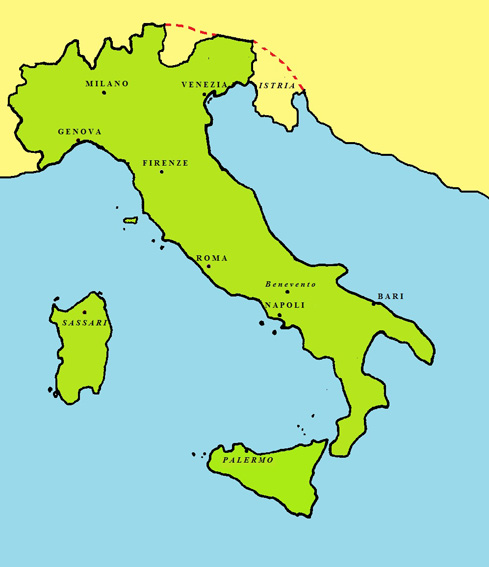 MILANO
VENEZIA
ISTRIA
GENOVA
FIRENZE
ROMA
Benevento
BARI
NAPOLI
SASSARI
PALERMO